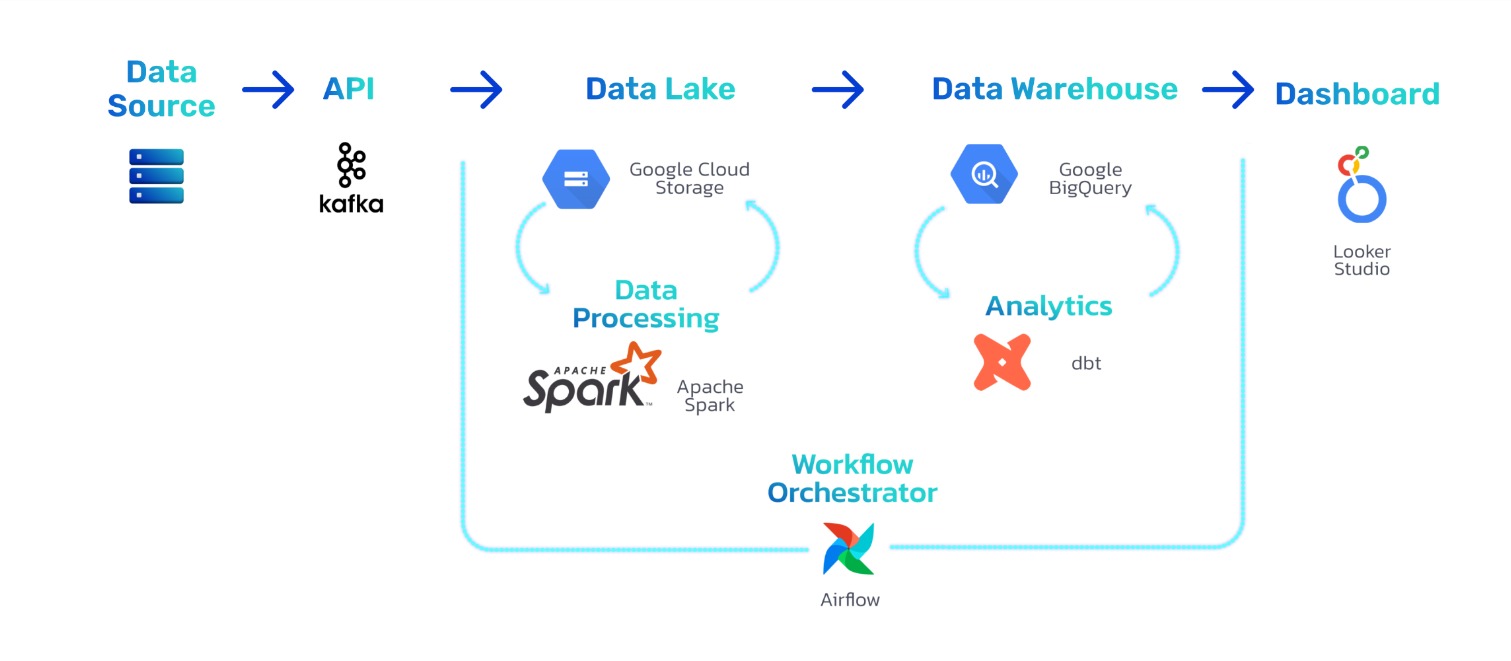 Data
Source
API
Data Lake
Data Warehouse
Dashboard
kafka
Google Cloud
Storage
Google
BigQuery
Looker
Studio
Data
Processing
Analytics
APACHE
Spark™
Apache
Spark
dbt
Workflow
Orchestrator
Airflow